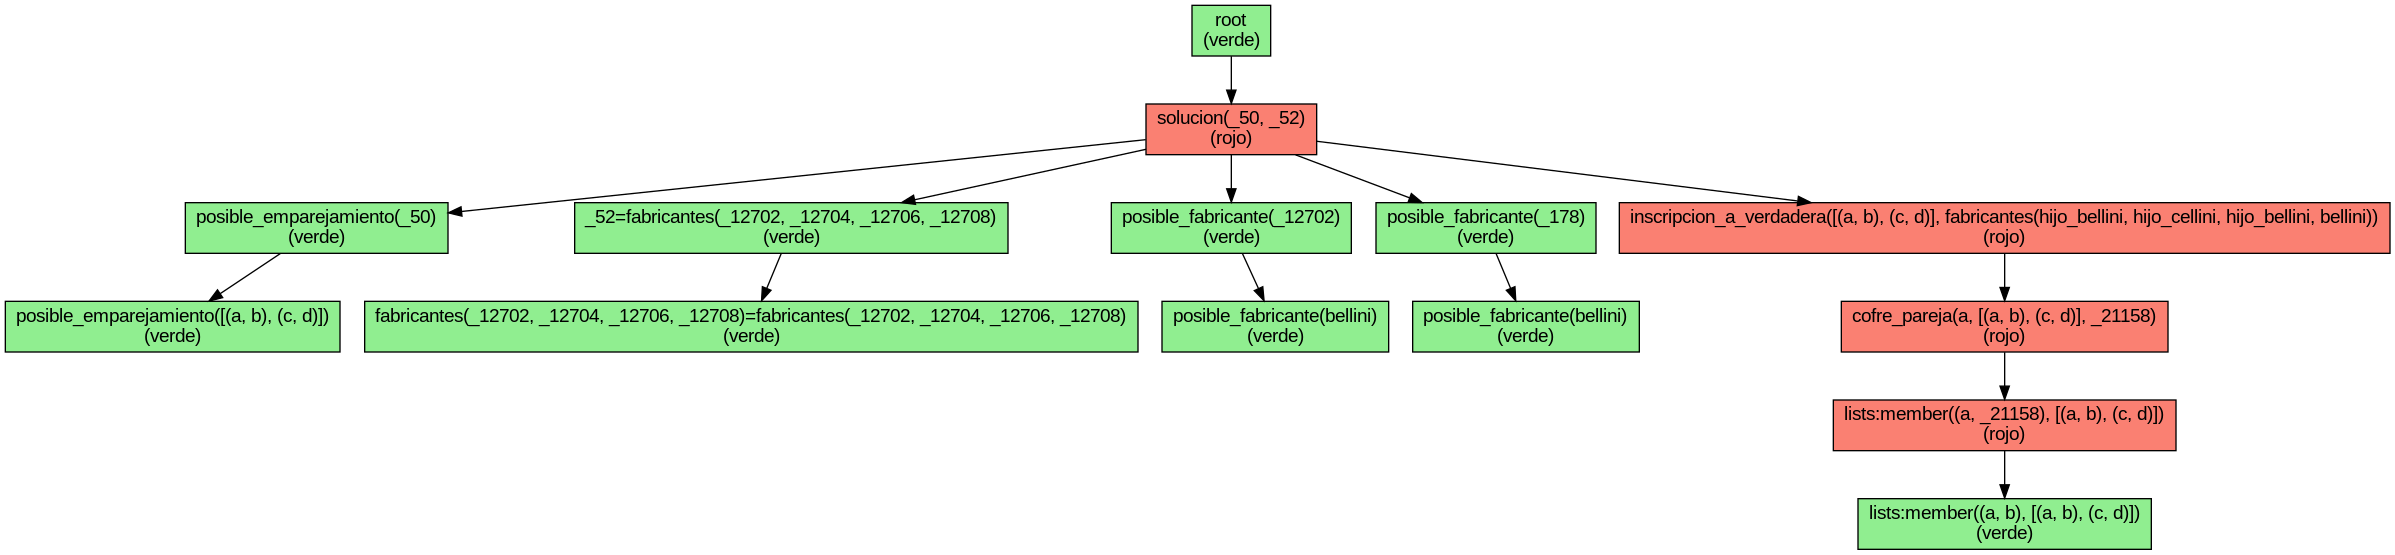 root
(verde)
solucion(_50, _52)
(rojo)
posible_emparejamiento(_50)
(verde)
_52=fabricantes(_12702, _12704, _12706, _12708)
(verde)
posible_fabricante(_12702)
(verde)
posible_fabricante(_178)
(verde)
inscripcion_a_verdadera([(a, b), (c, d)], fabricantes(hijo_bellini, hijo_cellini, hijo_bellini, bellini))
(rojo)
posible_emparejamiento([(a, b), (c, d)])
(verde)
fabricantes(_12702, _12704, _12706, _12708)=fabricantes(_12702, _12704, _12706, _12708)
(verde)
posible_fabricante(bellini)
(verde)
posible_fabricante(bellini)
(verde)
cofre_pareja(a, [(a, b), (c, d)], _21158)
(rojo)
lists:member((a, _21158), [(a, b), (c, d)])
(rojo)
lists:member((a, b), [(a, b), (c, d)])
(verde)